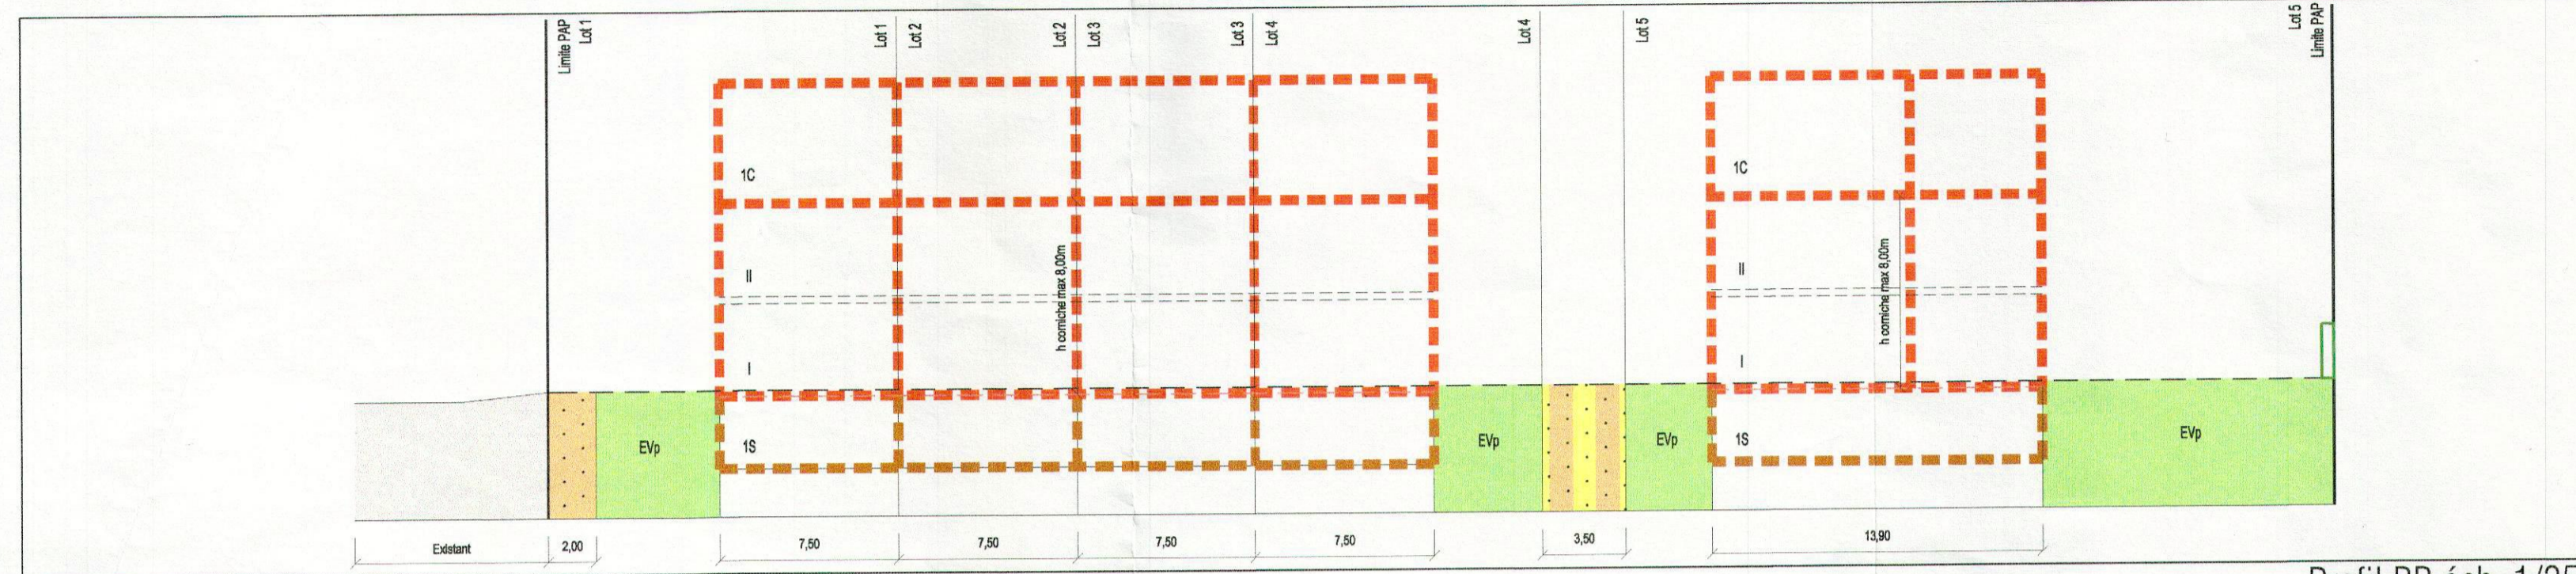 Limite PAP
Lot 1
Lot 1
Lot 2
Lot 2
Lot 3
Lot 3
Lot 4
Lot 4
Lot 5
Lot 5
Limite PAP
1C
1C
II
h corniche max 8,00m
II
h corniche max 8,00m
I
I
EVp
1S
EVp
EVp
1S
EVp
Existant
2,00
7,50
7,50
7,50
7,50
3,50
13,90